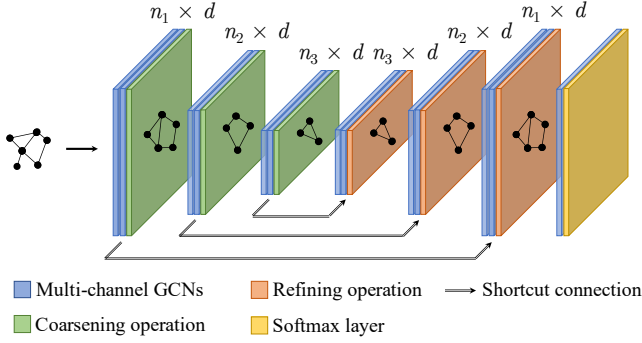 n₁ × d
n₂ × d
n₃ × d
n₃ × d
n₂ × d
n₁ × d
Multi-channel GCNs
Refining operation
Shortcut connection
Coarsening operation
Softmax layer